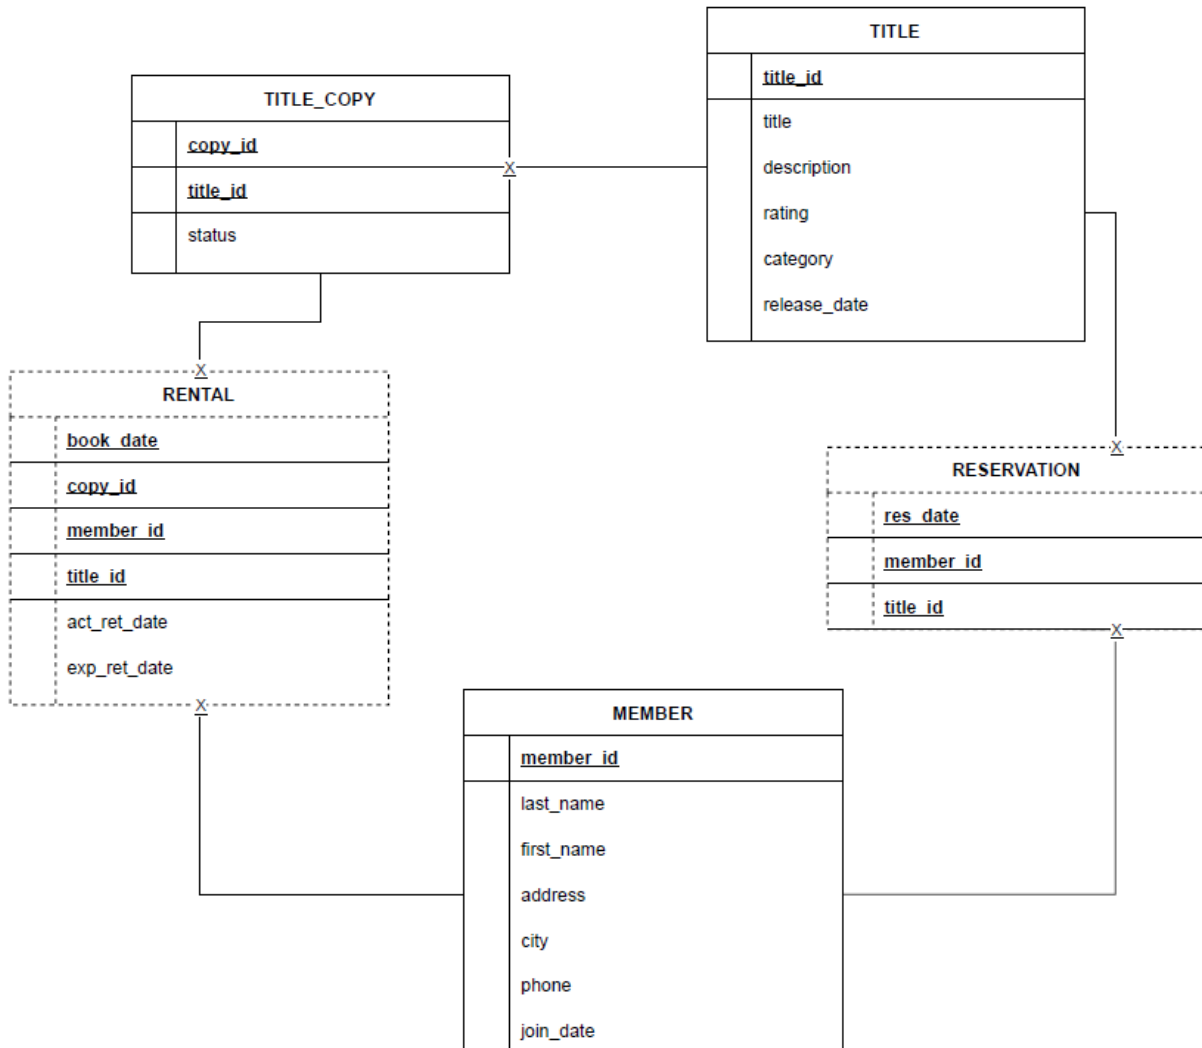 TITLE
title_id
title
description
rating
category
release_date
TITLE_COPY
copy_id
title_id
status
X
X
RENTAL
book_date
copy_id
member_id
title_id
act_ret_date
exp_ret_date
X
X
RESERVATION
res_date
member_id
title_id
X
MEMBER
member_id
last_name
first_name
address
city
phone
join_date